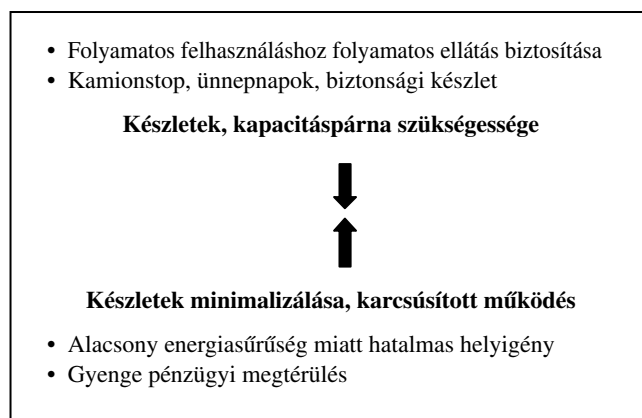 • Folyamatos felhasználáshoz folyamatos ellátás biztosítása
• Kamionstop, ünnepnapok, biztonsági készlet
Készletek, kapacitáspárna szükségessége
Készletek minimalizálása, karcsúsított működés
• Alacsony energiasűrűség miatt hatalmas helyigény
• Gyenge pénzügyi megtérülés